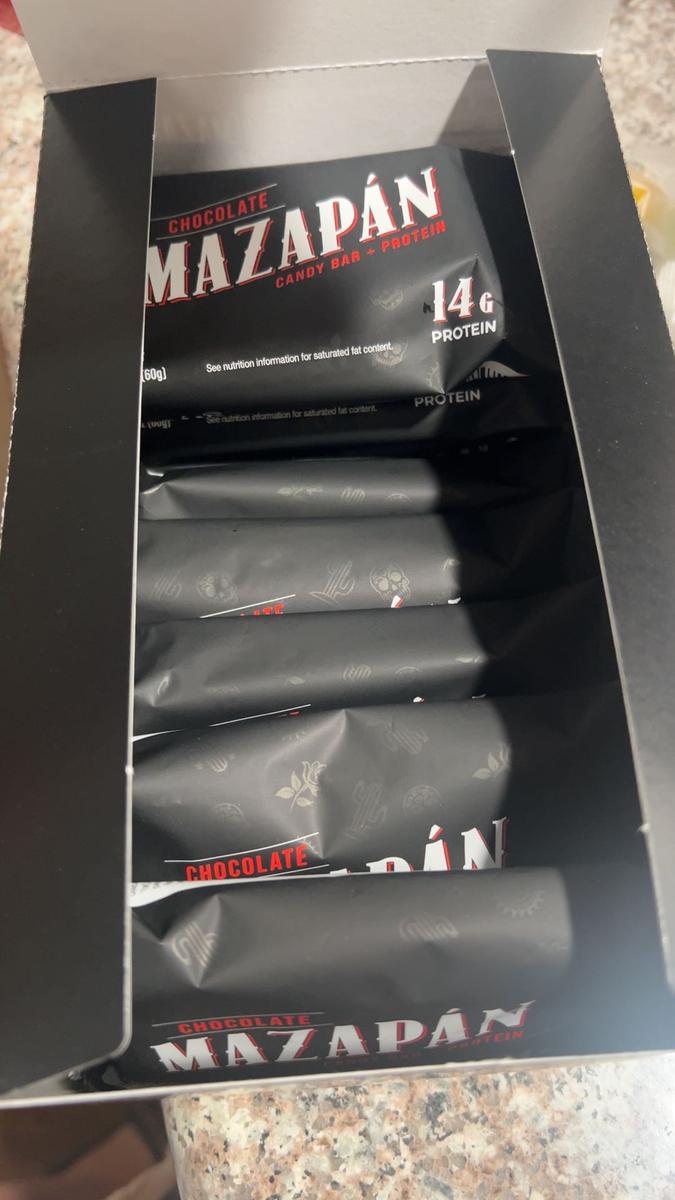 CHOCOLATE
MAZAPÁN
CANDY BAR + PROTEIN
14G
PROTEIN
(60g)
See nutrition information for saturated fat content.
PROTEIN
See nutrition information for saturated fat content.
CHOCOLATE
CHOCOLATE
MAZAPÁN
PROTEIN